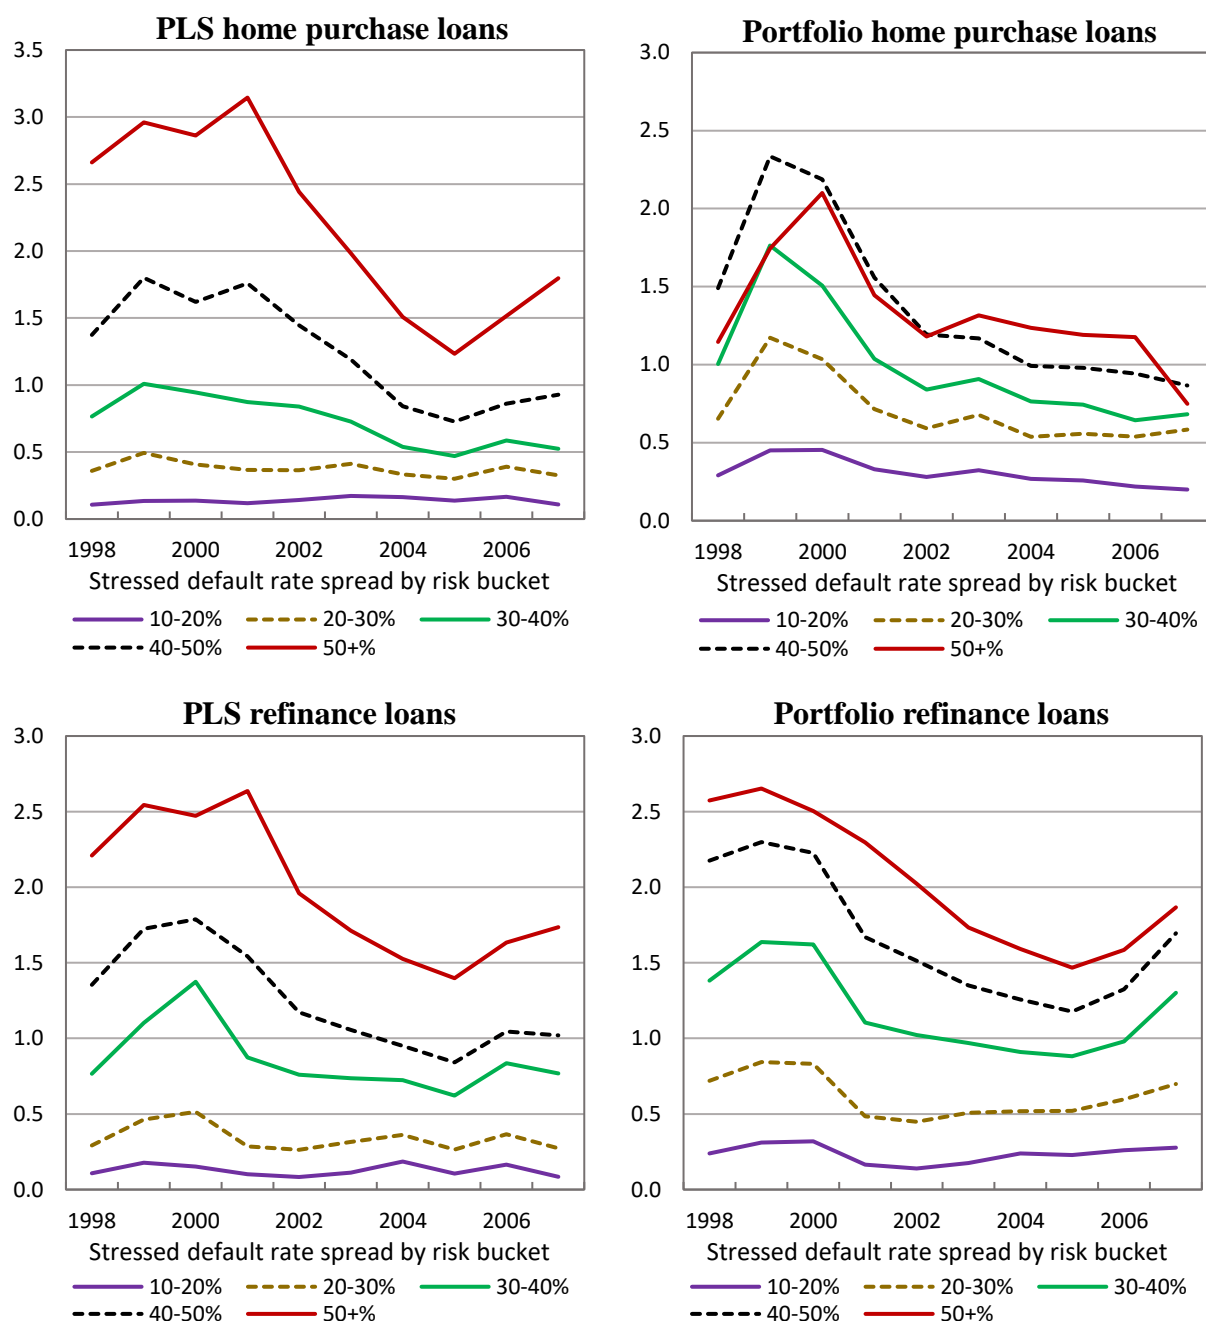 PLS home purchase loans
3.5
3.0
2.5
2.0
1.5
1.0
0.5
0.0
1998 2000 2002 2004 2006
Stressed default rate spread by risk bucket
10-20% 20-30% 30-40%
40-50% 50+%
Portfolio home purchase loans
3.0
2.5
2.0
1.5
1.0
0.5
0.0
1998 2000 2002 2004 2006
Stressed default rate spread by risk bucket
10-20% 20-30% 30-40%
40-50% 50+%
PLS refinance loans
3.0
2.5
2.0
1.5
1.0
0.5
0.0
1998 2000 2002 2004 2006
Stressed default rate spread by risk bucket
10-20% 20-30% 30-40%
40-50% 50+%
Portfolio refinance loans
3.0
2.5
2.0
1.5
1.0
0.5
0.0
1998 2000 2002 2004 2006
Stressed default rate spread by risk bucket
10-20% 20-30% 30-40%
40-50% 50+%